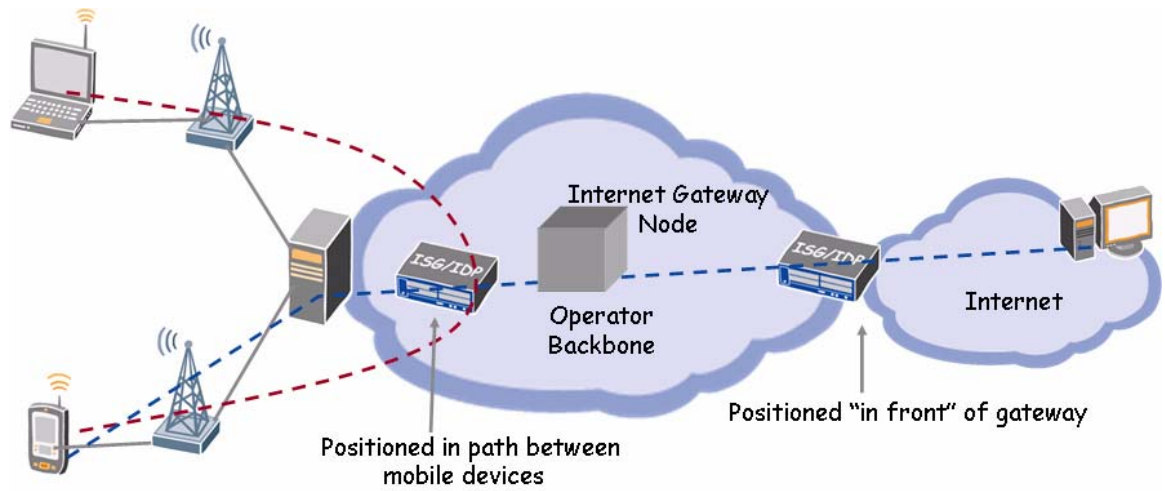 Internet Gateway
Node
ISG/IDP
ISG/IDP
Operator
Backbone
Internet
Positioned "in front" of gateway
Positioned in path between
mobile devices